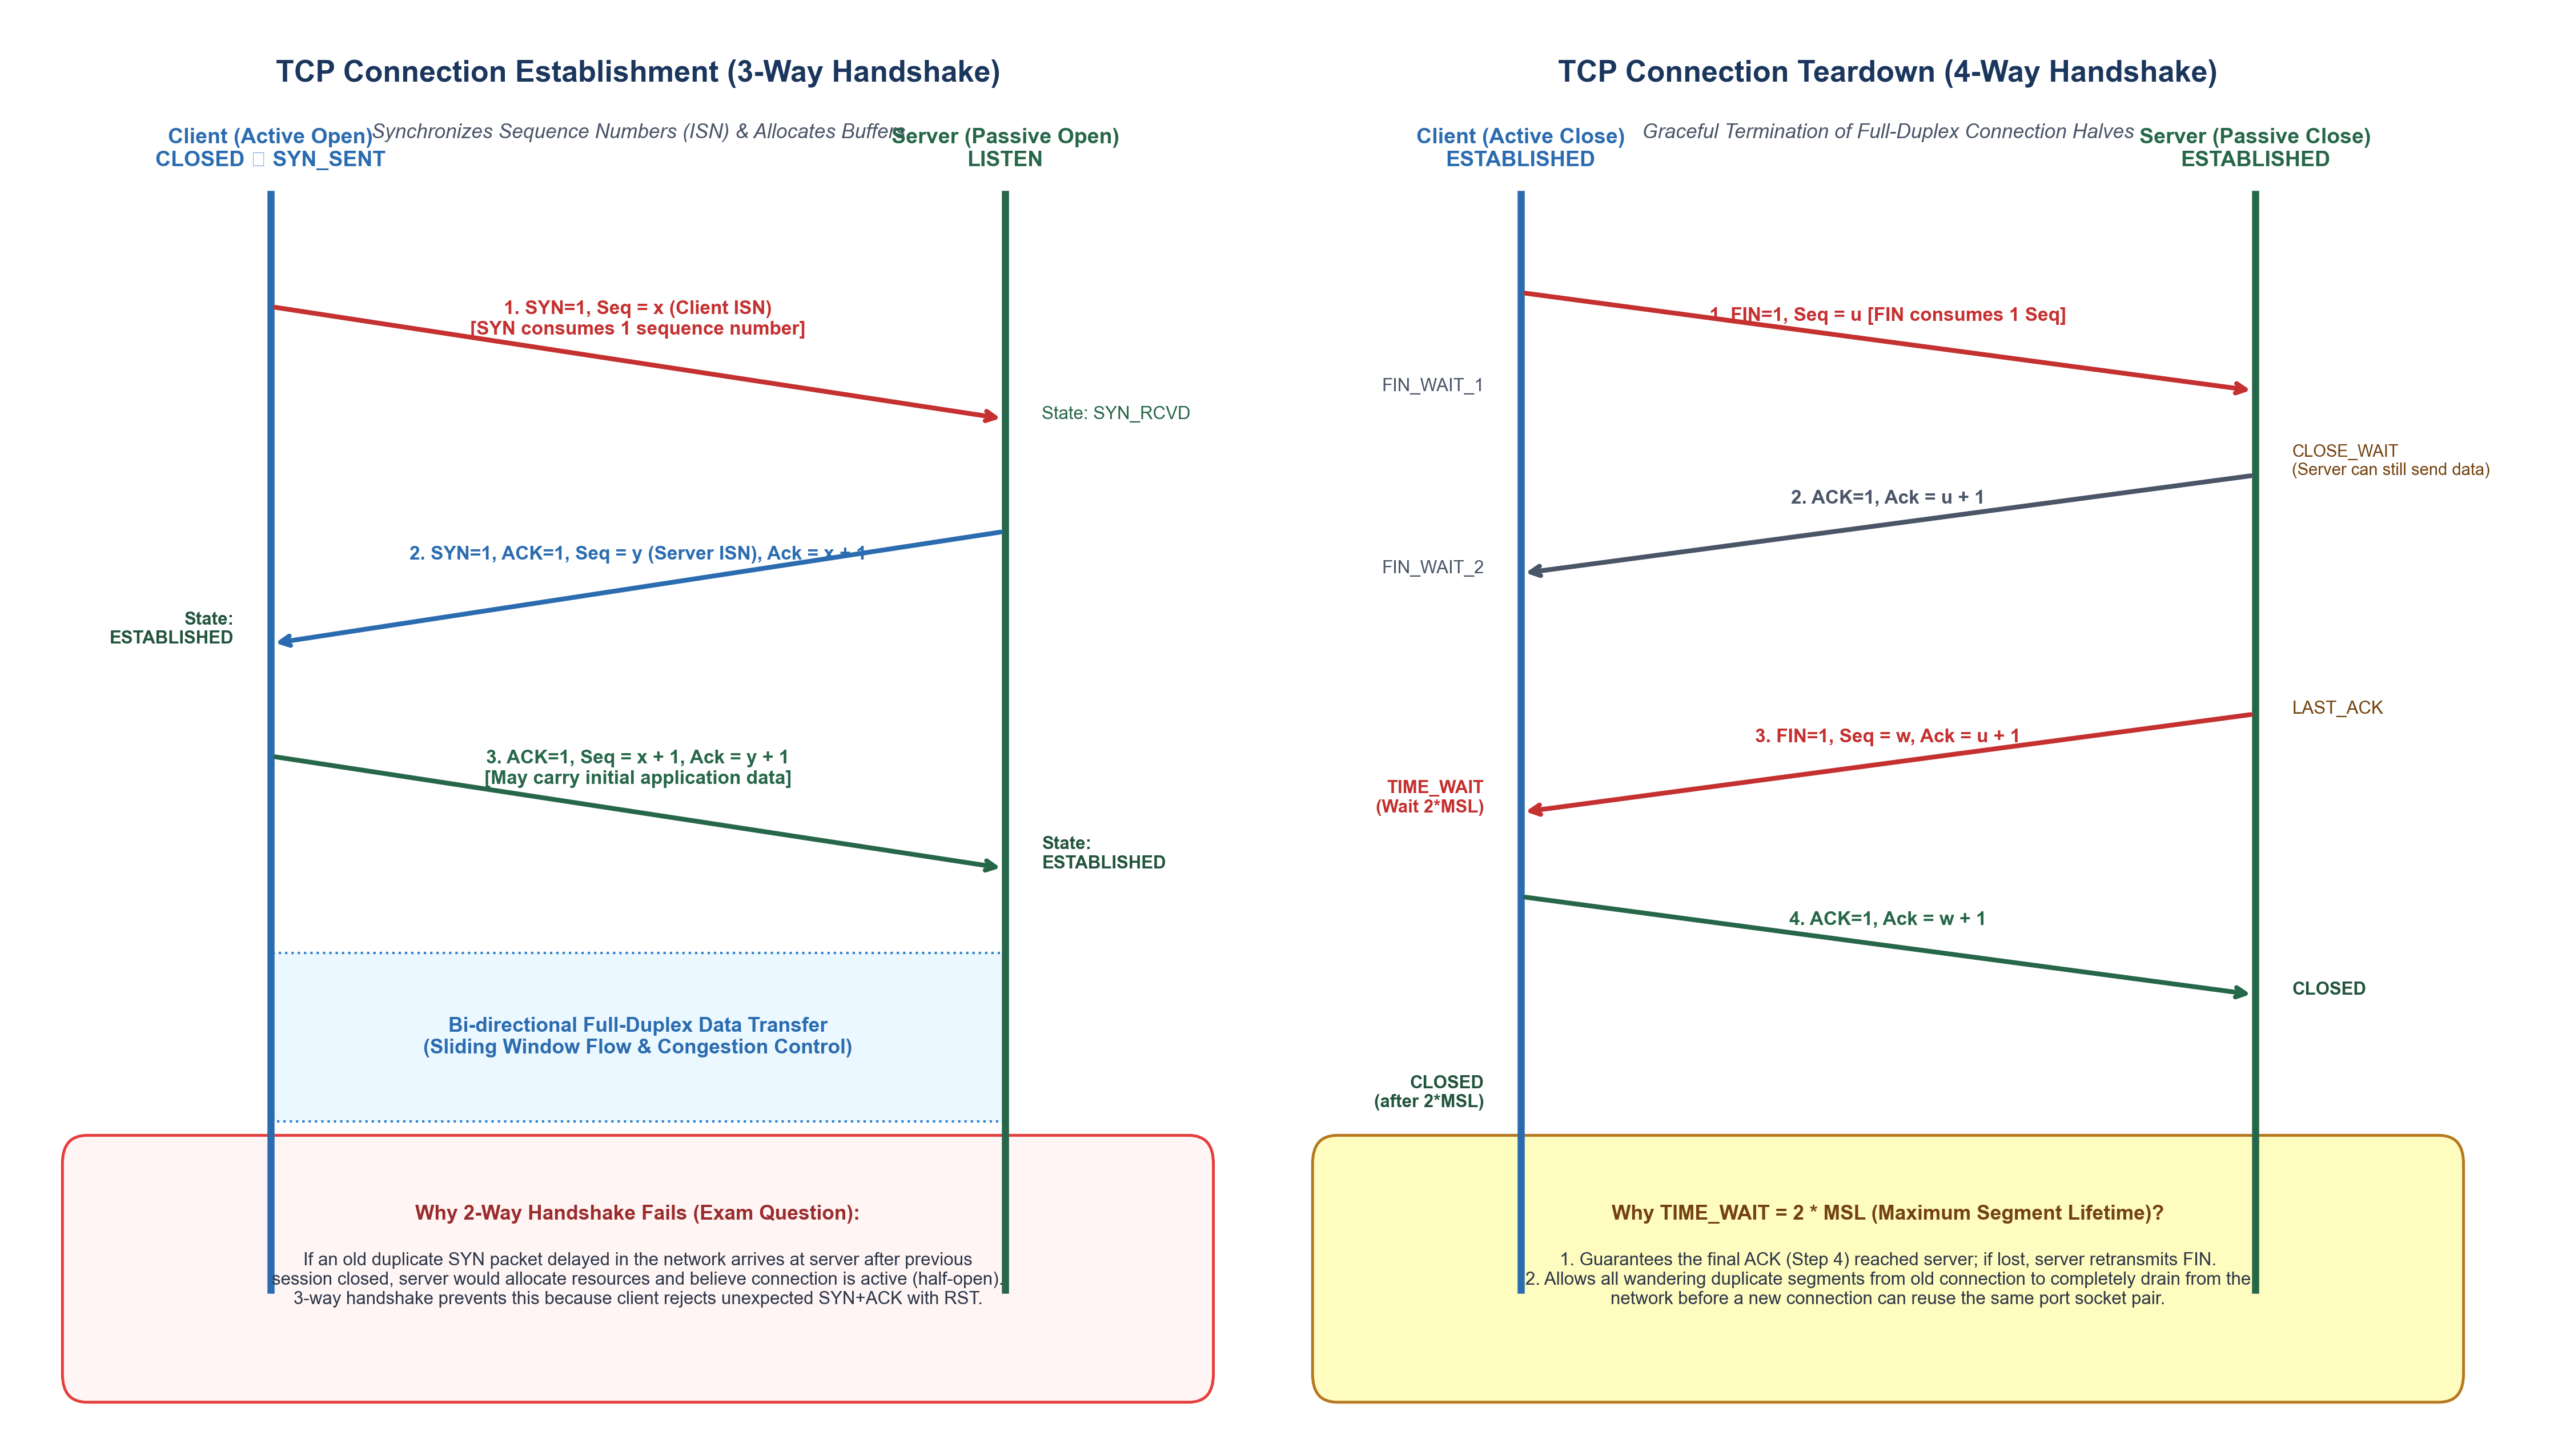 TCP Connection Establishment (3-Way Handshake)
Synchronizes Sequence Numbers (ISN) & Allocates Buffers
Client (Active Open)
CLOSED □ SYN_SENT
Server (Passive Open)
LISTEN
1. SYN=1, Seq = x (Client ISN)
[SYN consumes 1 sequence number]
State: SYN_RCVD
2. SYN=1, ACK=1, Seq = y (Server ISN), Ack = x + 1
State:
ESTABLISHED
3. ACK=1, Seq = x + 1, Ack = y + 1
[May carry initial application data]
State:
ESTABLISHED
Bi-directional Full-Duplex Data Transfer
(Sliding Window Flow & Congestion Control)
Why 2-Way Handshake Fails (Exam Question):
If an old duplicate SYN packet delayed in the network arrives at server after previous
session closed, server would allocate resources and believe connection is active (half-open).
3-way handshake prevents this because client rejects unexpected SYN+ACK with RST.
TCP Connection Teardown (4-Way Handshake)
Graceful Termination of Full-Duplex Connection Halves
Client (Active Close)
ESTABLISHED
Server (Passive Close)
ESTABLISHED
1. FIN=1, Seq = u [FIN consumes 1 Seq]
FIN_WAIT_1
CLOSE_WAIT
(Server can still send data)
2. ACK=1, Ack = u + 1
FIN_WAIT_2
LAST_ACK
3. FIN=1, Seq = w, Ack = u + 1
TIME_WAIT
(Wait 2*MSL)
4. ACK=1, Ack = w + 1
CLOSED
CLOSED
(after 2*MSL)
Why TIME_WAIT = 2 * MSL (Maximum Segment Lifetime)?
1. Guarantees the final ACK (Step 4) reached server; if lost, server retransmits FIN.
2. Allows all wandering duplicate segments from old connection to completely drain from the
network before a new connection can reuse the same port socket pair.